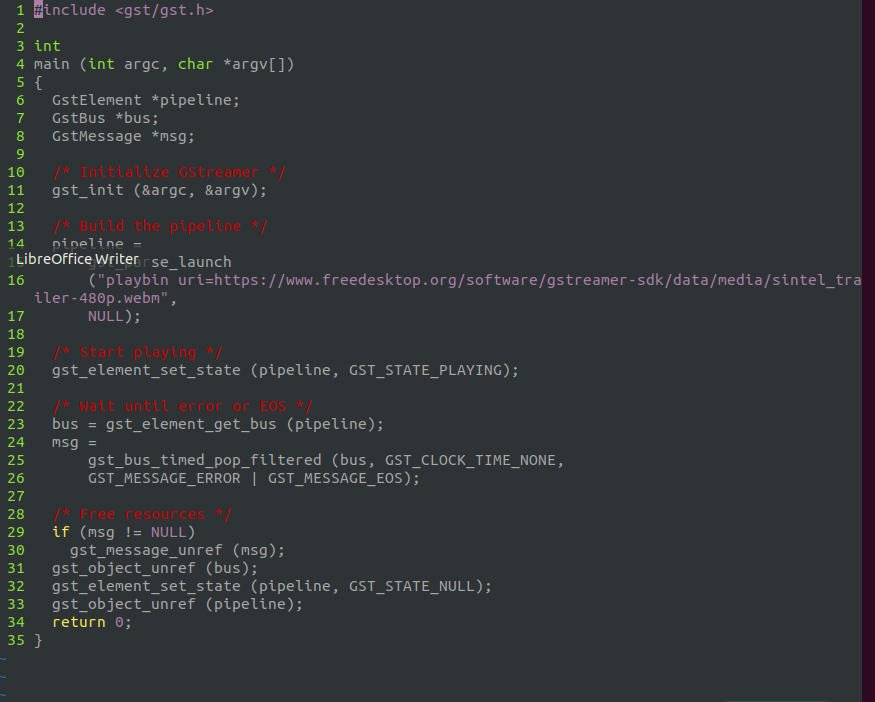 1 #include <gst/gst.h>
2
3 int
4 main (int argc, char *argv[])
5 {
6   GstElement *pipeline;
7   GstBus *bus;
8   GstMessage *msg;
9
10   /* Initialize GStreamer */
11   gst_init (&argc, &argv);
12
13   /* Build the pipeline */
14   pipeline =
15       gst_parse_launch
LibreOffice Writer
16       ("playbin uri=https://www.freedesktop.org/software/gstreamer-sdk/data/media/sintel_tra
iler-480p.webm",
17       NULL);
18
19   /* Start playing */
20   gst_element_set_state (pipeline, GST_STATE_PLAYING);
21
22   /* Wait until error or EOS */
23   bus = gst_element_get_bus (pipeline);
24   msg =
25       gst_bus_timed_pop_filtered (bus, GST_CLOCK_TIME_NONE,
26       GST_MESSAGE_ERROR | GST_MESSAGE_EOS);
27
28   /* Free resources */
29   if (msg != NULL)
30     gst_message_unref (msg);
31   gst_object_unref (bus);
32   gst_element_set_state (pipeline, GST_STATE_NULL);
33   gst_object_unref (pipeline);
34   return 0;
35 }
~
~
~